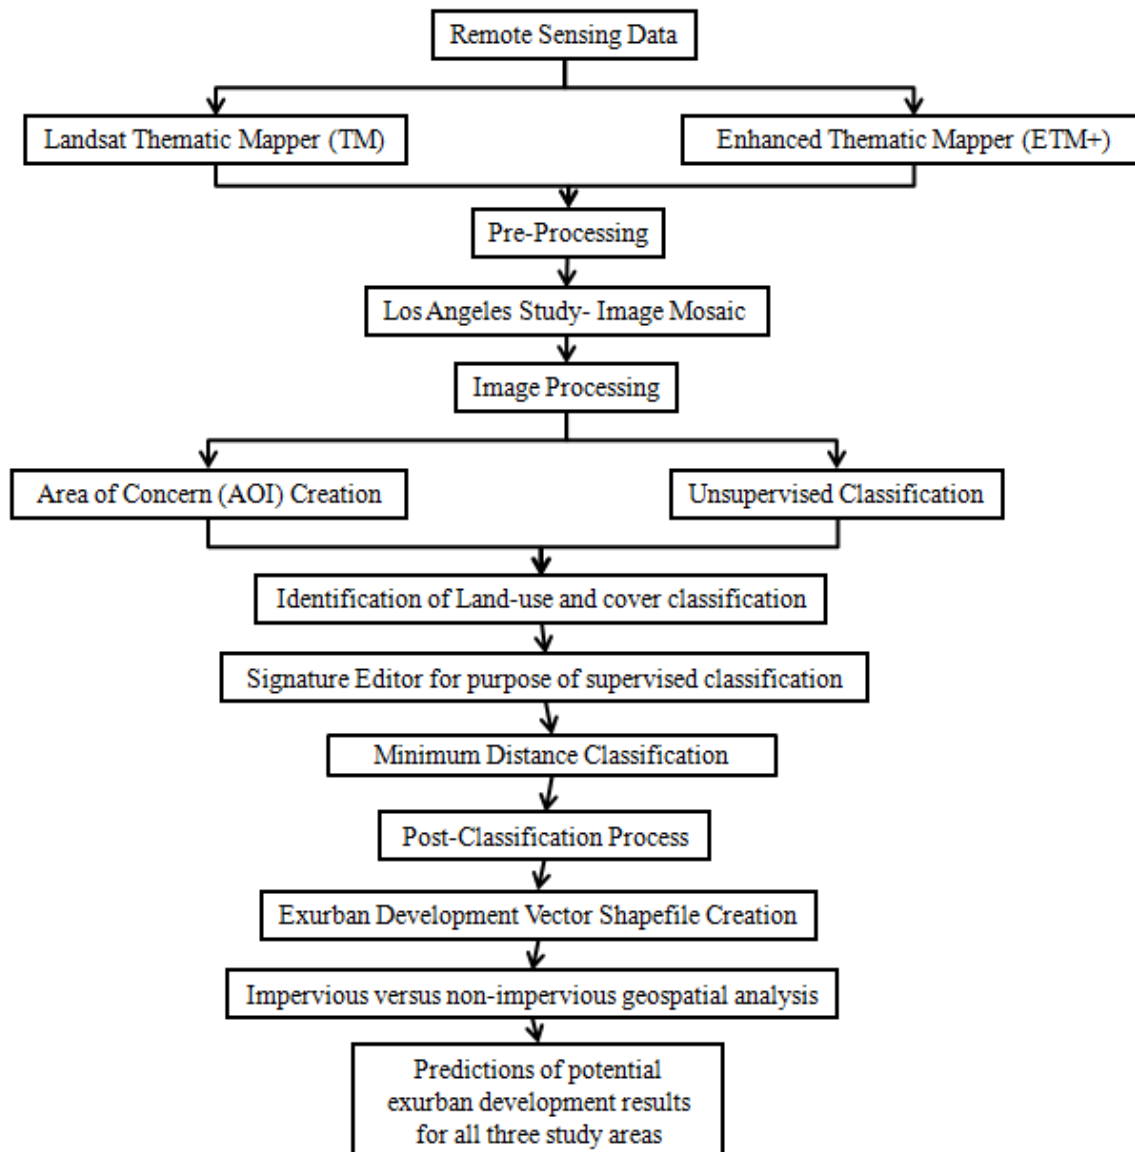 Remote Sensing Data
Landsat Thematic Mapper (TM)
Enhanced Thematic Mapper (ETM+)
Pre-Processing
Los Angeles Study- Image Mosaic
Image Processing
Area of Concern (AOI) Creation
Unsupervised Classification
Identification of Land-use and cover classification
Signature Editor for purpose of supervised classification
Minimum Distance Classification
Post-Classification Process
Exurban Development Vector Shapefile Creation
Impervious versus non-impervious geospatial analysis
Predictions of potential
exurban development results
for all three study areas